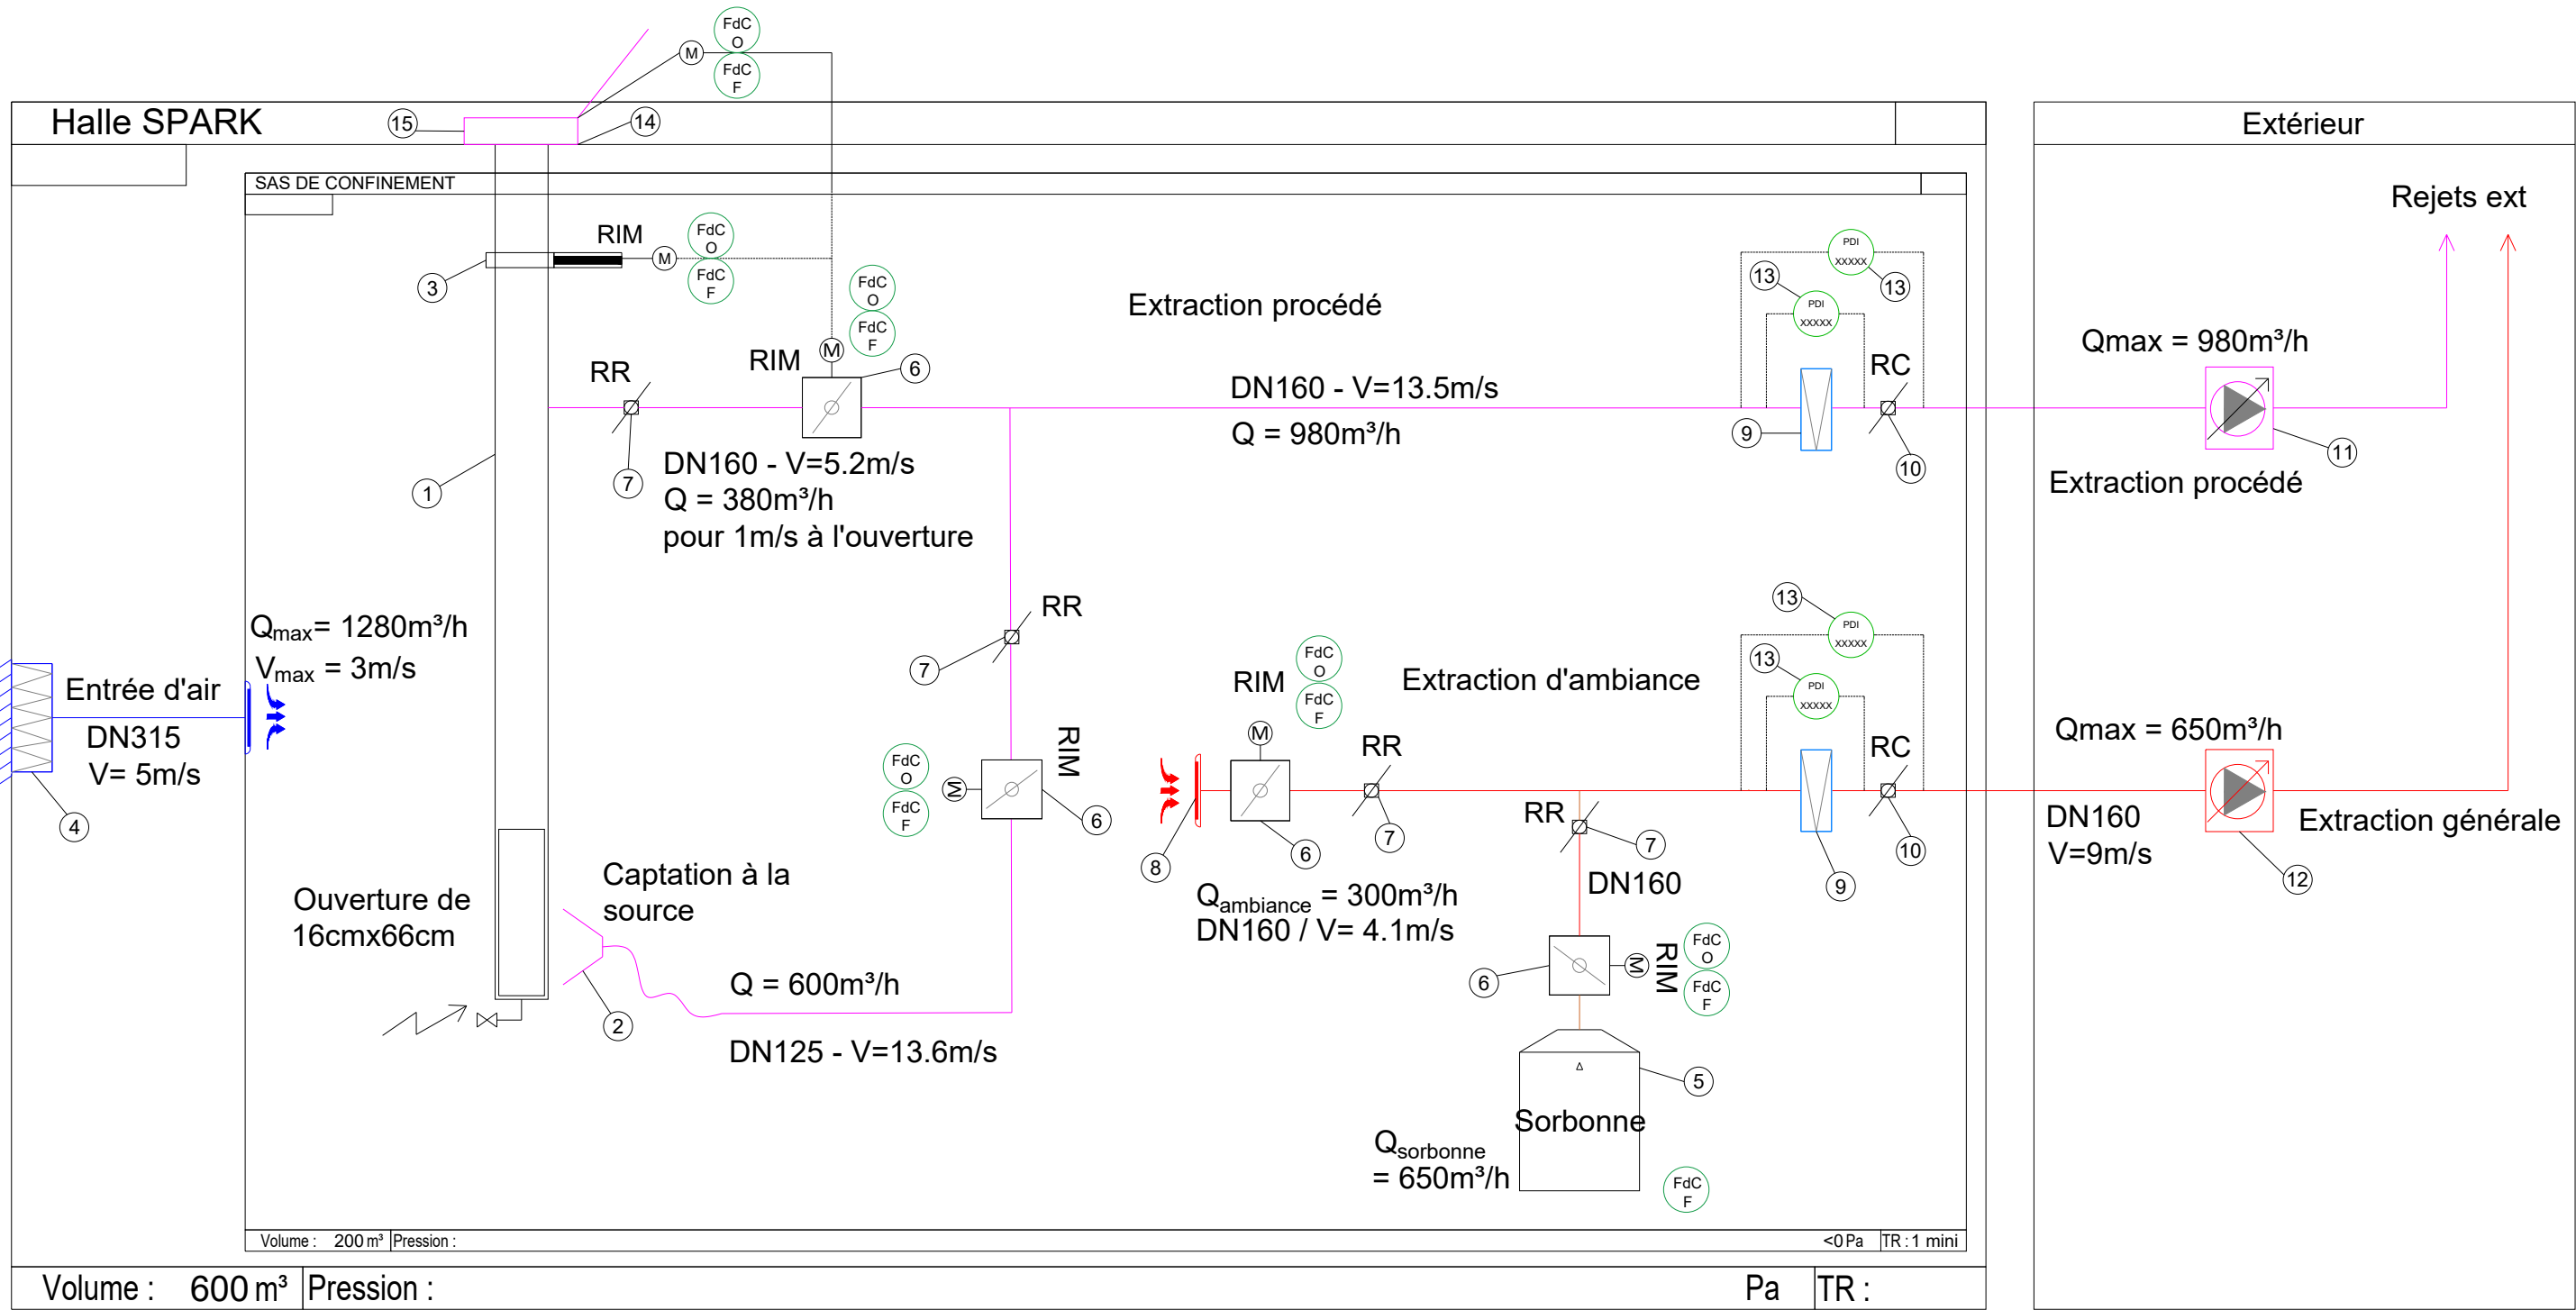 FdC
O
M
FdC
F
Halle SPARK
15
14
Extérieur
SAS DE CONFINEMENT
Rejets ext
RIM
FdC
O
M
FdC
F
3
FdC
O
FdC
F
M
RIM
6
Extraction procédé
PDI
XXXXX
13
13
PDI
XXXXX
RC
Qmax = 980m³/h
RR
DN160 - V=13.5m/s
Q = 980m³/h
9
10
11
Extraction procédé
7
1
DN160 - V=5.2m/s
Q = 380m³/h
pour 1m/s à l'ouverture
Qmax= 1280m³/h
Vmax = 3m/s
Entrée d'air
DN315
V= 5m/s
4
RR
7
FdC
O
FdC
F
M
RIM
6
RIM
FdC
O
FdC
F
M
Extraction d'ambiance
RR
8
6
7
Qambiance = 300m³/h
DN160 / V= 4.1m/s
13
PDI
XXXXX
13
PDI
XXXXX
RC
9
10
RR
7
DN160
Qmax = 650m³/h
DN160
V=9m/s
Extraction générale
12
Ouverture de
16cmx66cm
Captation à la
source
2
Q = 600m³/h
DN125 - V=13.6m/s
6
M
RIM
FdC
O
FdC
F
5
Sorbonne
Qsorbonne
= 650m³/h
FdC
F
Volume : 200 m³ Pression : <0 Pa TR : 1 mini
Volume : 600 m³ Pression : Pa TR :